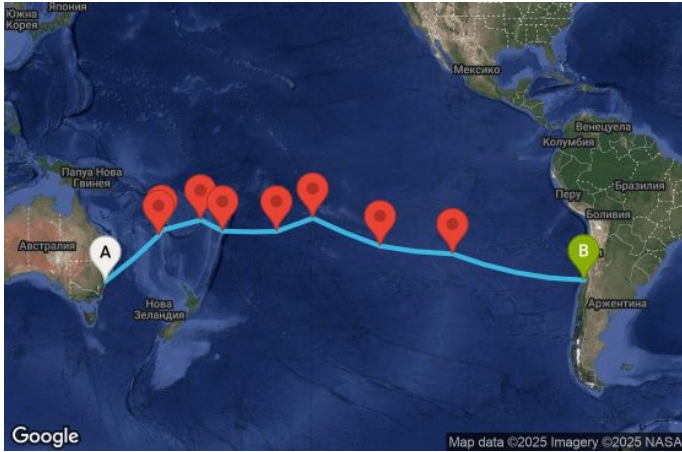 Южна
Корея
Япония
Мексико
Венецуела
Колумбия
Папуа Нова
Гвинея
Перу
Бразилия
Боливия
Австралия
A
B
Нова
Зеландия
Аржентина
Google
Map data ©2025 Imagery ©2025 NASA